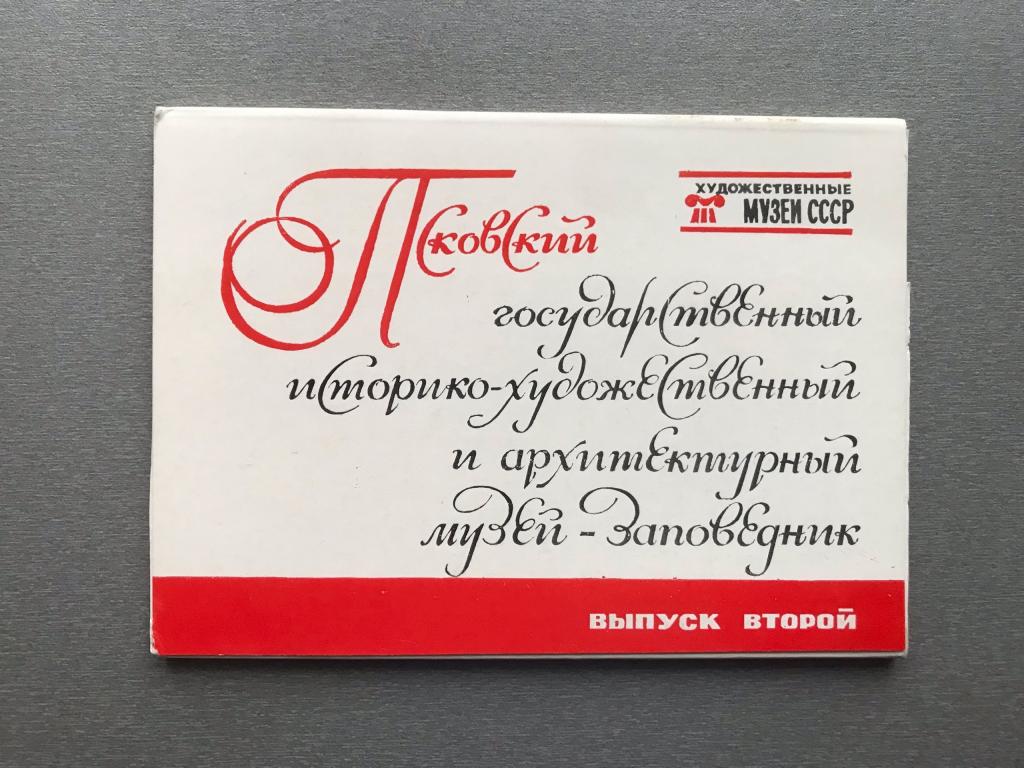 Псковский
ХУДОЖЕСТВЕННЫЕ
МУЗЕИ СССР
государственный
историко-художественный
и архитектурный
музей-заповедник
ВЫПУСК ВТОРОЙ